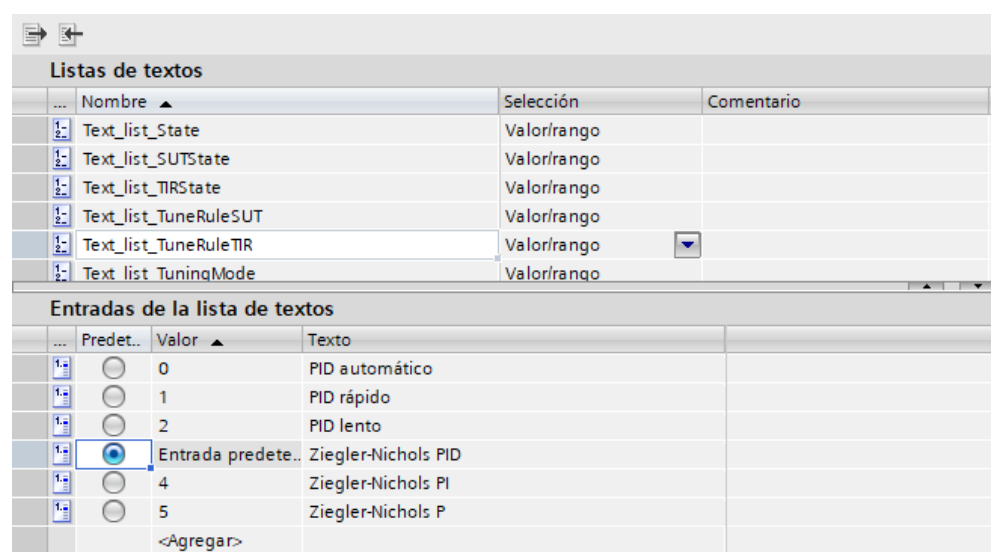 Listas de textos
... Nombre Selección Comentario
Text_list_State Valor/rango
Text_list_SUTState Valor/rango
Text_list_TIRState Valor/rango
Text_list_TuneRuleSUT Valor/rango
Text_list_TuneRuleTIR Valor/rango
Text_list_TuningMode Valor/rango
Entradas de la lista de textos
... Predet.. Valor Texto
0 PID automático
1 PID rápido
2 PID lento
Entrada predete.. Ziegler-Nichols PID
4 Ziegler-Nichols PI
5 Ziegler-Nichols P
<Agregar>